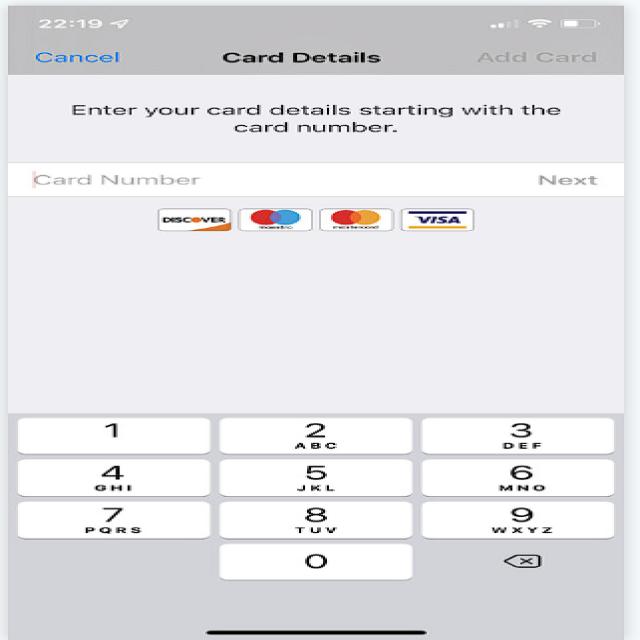 22:19
Cancel Card Details Add Card
Enter your card details starting with the
card number.
Card Number Next
DISCOVER maestro mastercard VISA
1 2 3
ABC DEF
4 5 6
GHI JKL MNO
7 8 9
PQRS TUV WXYZ
0